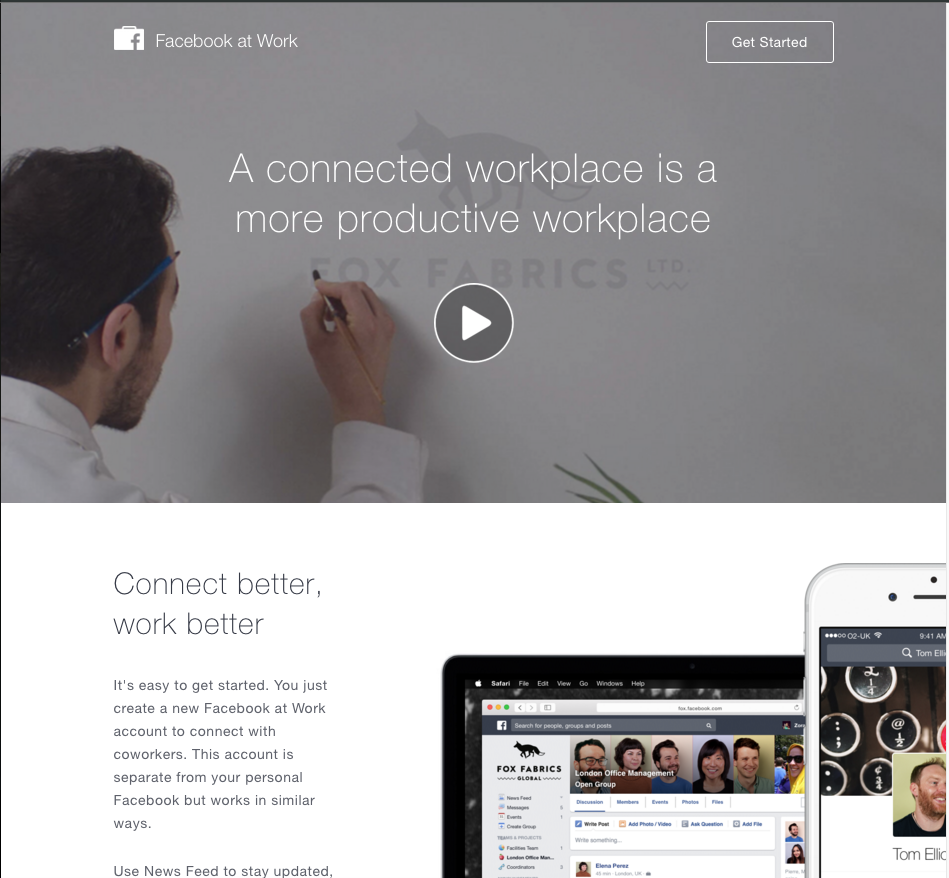 Facebook at Work
Get Started
A connected workplace is a
more productive workplace
FOX FABRICS LTD.
Connect better,
work better
It's easy to get started. You just
create a new Facebook at Work
account to connect with
coworkers. This account is
separate from your personal
Facebook but works in similar
ways.
Use News Feed to stay updated,
Safari File Edit View Go Window Help
fox.facebook.com
Search for people, groups and posts
FOX FABRICS
GLOBAL
News Feed
Messages
Events 1
Create Group
Facilities Team 1
London Office Man...
Coordinators 3
London Office Management
Open Group
Discussion Members Events Photos Files
Write Post Add Photo / Video Ask Question Add File
Write something...
Elena Perez
45 min · London, UK
O2-UK 9:41 AM
Tom Elli
Tom Ellic